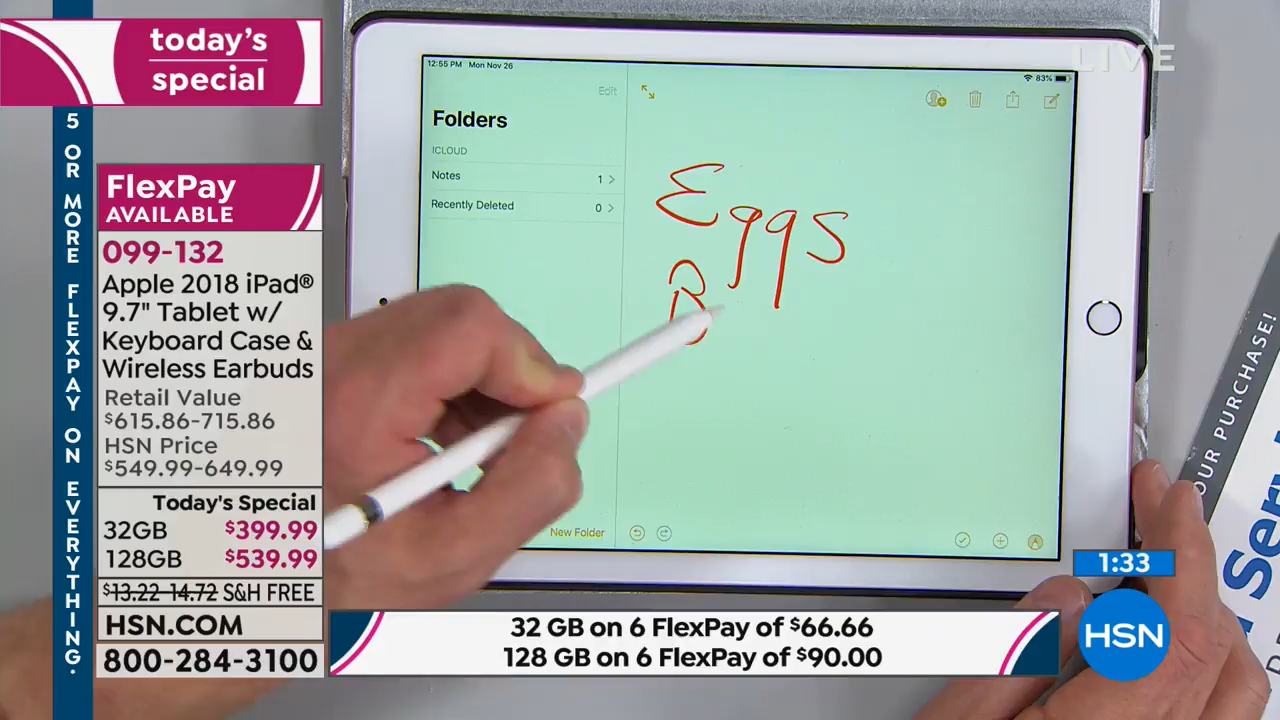 today's
special
5 OR MORE FLEXPAY ON EVERYTHING.
FlexPay
AVAILABLE
099-132
Apple 2018 iPad®
9.7" Tablet w/
Keyboard Case &
Wireless Earbuds
Retail Value
$615.86-715.86
HSN Price
$549.99-649.99
Today's Special
32GB $399.99
128GB $539.99
$13.22-14.72 S&H FREE
HSN.COM
800-284-3100
12:55 PM Mon Nov 26
83%
LIVE
Edit
Folders
ICLOUD
Notes 1
Recently Deleted 0
New Folder
Eggs
B
OUR PURCHASE!
1:33
HSN
32 GB on 6 FlexPay of $66.66
128 GB on 6 FlexPay of $90.00